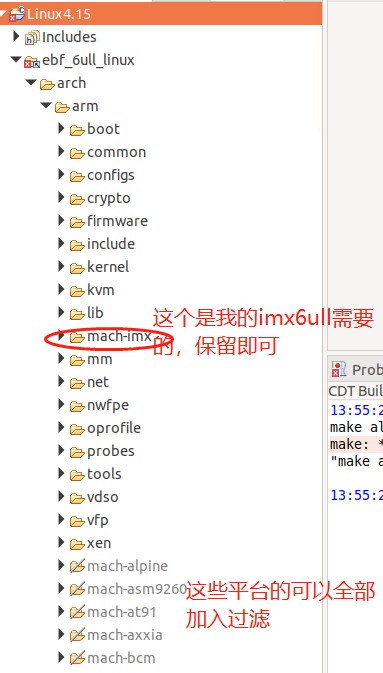 Linux4.15
Includes
ebf_6ull_linux
arch
arm
boot
common
configs
crypto
firmware
include
kernel
kvm
lib
mach-imx
这个是我的imx6ull需要
的，保留即可
mm
net
nwfpe
oprofile
probes
tools
vdso
vfp
xen
mach-alpine
mach-asm9260
mach-at91
mach-axxia
mach-bcm
这些平台的可以全部
加入过滤
Prob
CDT Buil
13:55:2
make al
make: *
"make a
13:55:2